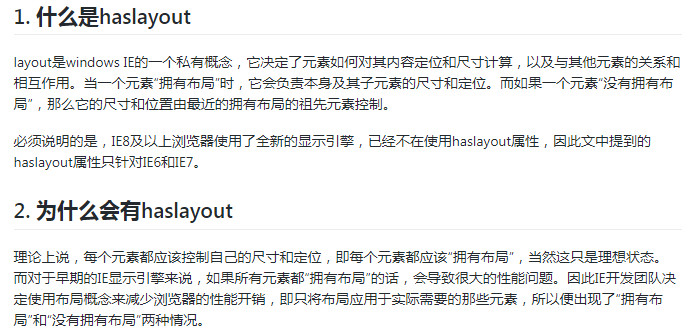 1. 什么是haslayout
layout是windows IE的一个私有概念，它决定了元素如何对其内容定位和尺寸计算，以及与其他元素的关系和
相互作用。当一个元素“拥有布局”时，它会负责本身及其子元素的尺寸和定位。而如果一个元素“没有拥有布
局”，那么它的尺寸和位置由最近的拥有布局的祖先元素控制。
必须说明的是，IE8及以上浏览器使用了全新的显示引擎，已经不在使用haslayout属性，因此文中提到的
haslayout属性只针对IE6和IE7。
2. 为什么会有haslayout
理论上说，每个元素都应该控制自己的尺寸和定位，即每个元素都应该“拥有布局”，当然这只是理想状态。
而对于早期的IE显示引擎来说，如果所有元素都“拥有布局”的话，会导致很大的性能问题。因此IE开发团队决
定使用布局概念来减少浏览器的性能开销，即只将布局应用于实际需要的那些元素，所以便出现了“拥有布
局”和“没有拥有布局”两种情况。